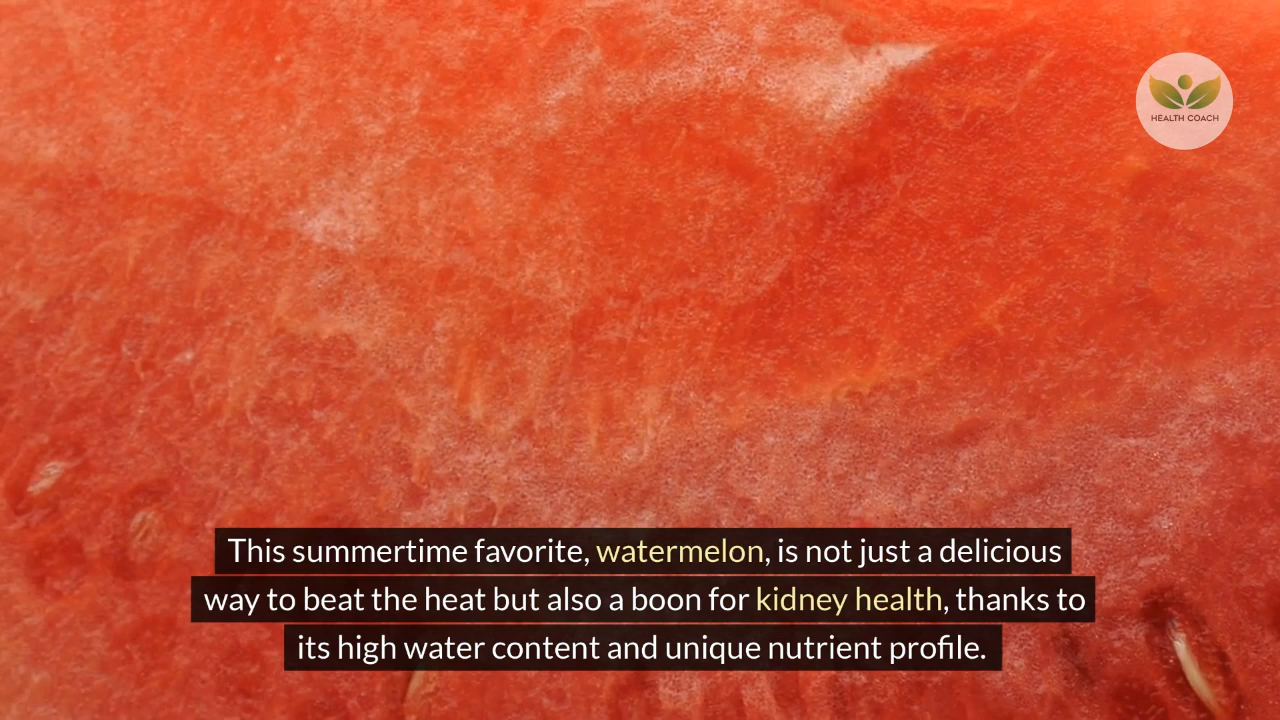 HEALTH COACH
This summertime favorite, watermelon, is not just a delicious
way to beat the heat but also a boon for kidney health, thanks to
its high water content and unique nutrient profile.